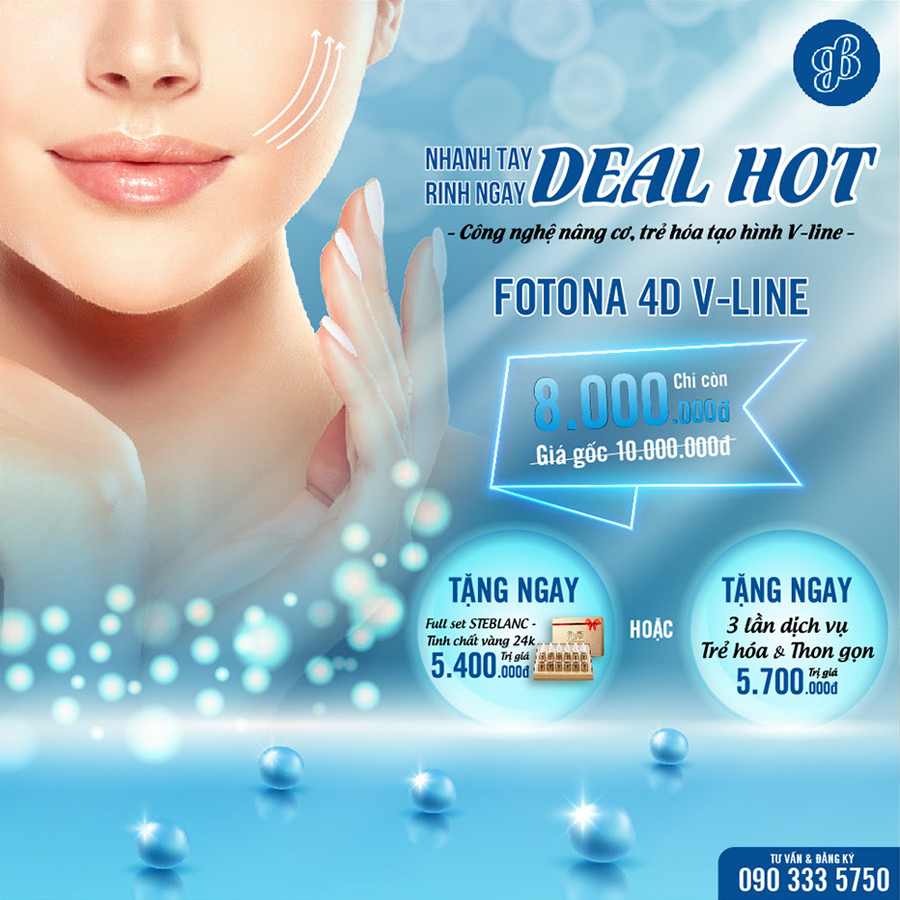 NHANH TAY
RINH NGAY
DEAL HOT
- Công nghệ nâng cơ, trẻ hóa tạo hình V-line -
FOTONA 4D V-LINE
Chỉ còn
8.000.000đ
Giá gốc 10.000.000đ
TẶNG NGAY
Full set STEBLANC -
Tinh chất vàng 24k
Trị giá
5.400.000đ
HOẶC
TẶNG NGAY
3 lần dịch vụ
Trẻ hóa & Thon gọn
Trị giá
5.700.000đ
TƯ VẤN & ĐĂNG KÝ
090 333 5750